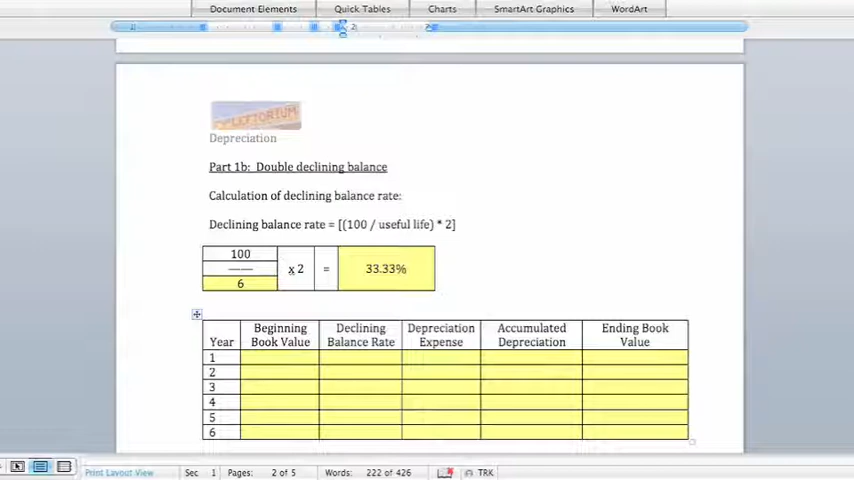 Document Elements Quick Tables Charts SmartArt Graphics WordArt
1 2
LEFTORIUM
Depreciation
Part 1b: Double declining balance
Calculation of declining balance rate:
Declining balance rate = [(100 / useful life) * 2]
100
—— x 2 = 33.33%
6
Year Beginning Book Value Declining Balance Rate Depreciation Expense Accumulated Depreciation Ending Book Value
1
2
3
4
5
6
Print Layout View Sec 1 Pages: 2 of 5 Words: 222 of 426 TRK